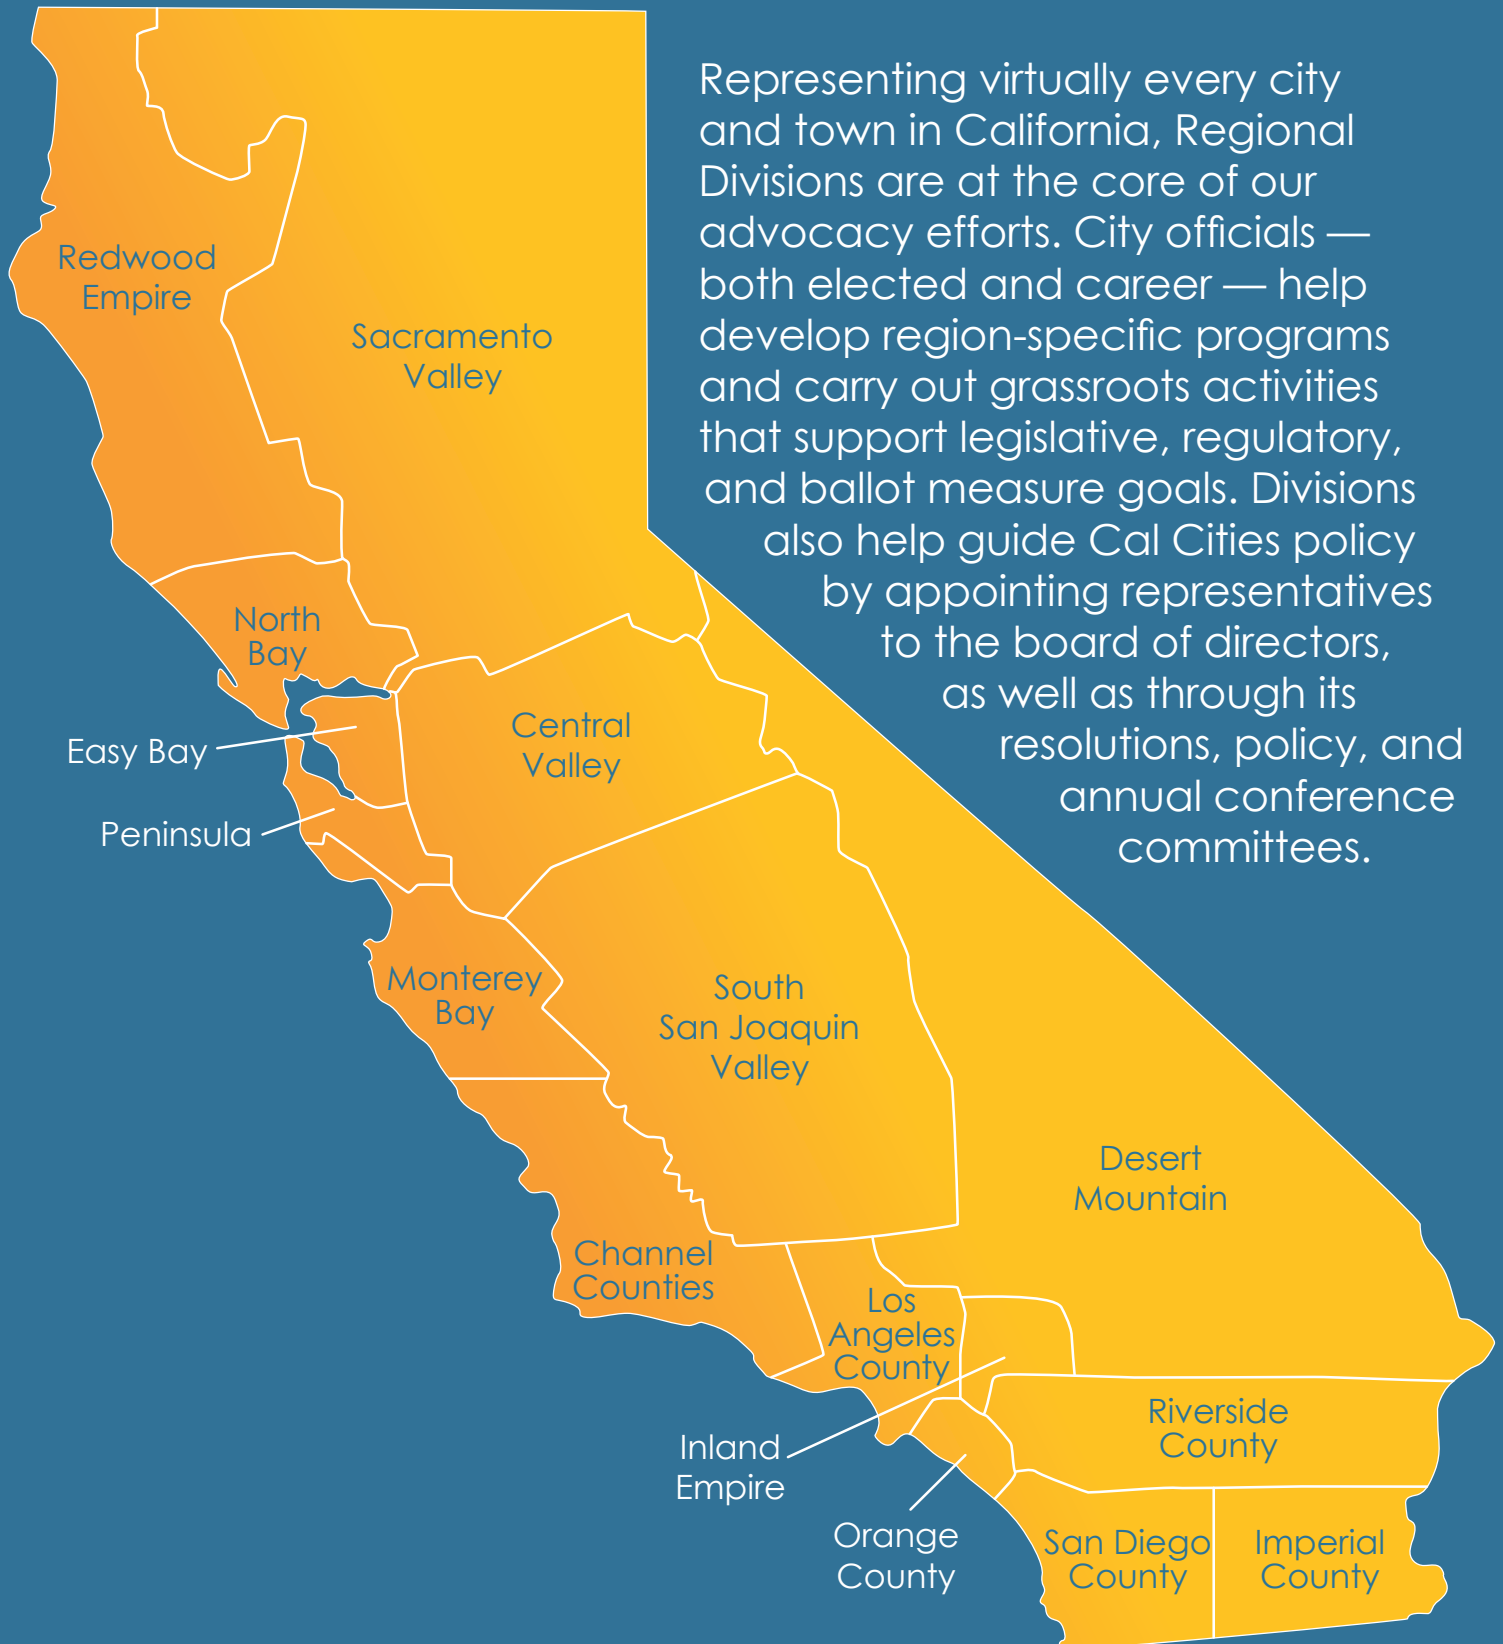 Representing virtually every city
and town in California, Regional
Divisions are at the core of our
advocacy efforts. City officials —
both elected and career — help
develop region-specific programs
and carry out grassroots activities
that support legislative, regulatory,
and ballot measure goals. Divisions
also help guide Cal Cities policy
by appointing representatives
to the board of directors,
as well as through its
resolutions, policy, and
annual conference
committees.
Redwood
Empire
Sacramento
Valley
North
Bay
Easy Bay
Central
Valley
Peninsula
Monterey
Bay
South
San Joaquin
Valley
Desert
Mountain
Channel
Counties
Los
Angeles
County
Inland
Empire
Riverside
County
Orange
County
San Diego
County
Imperial
County